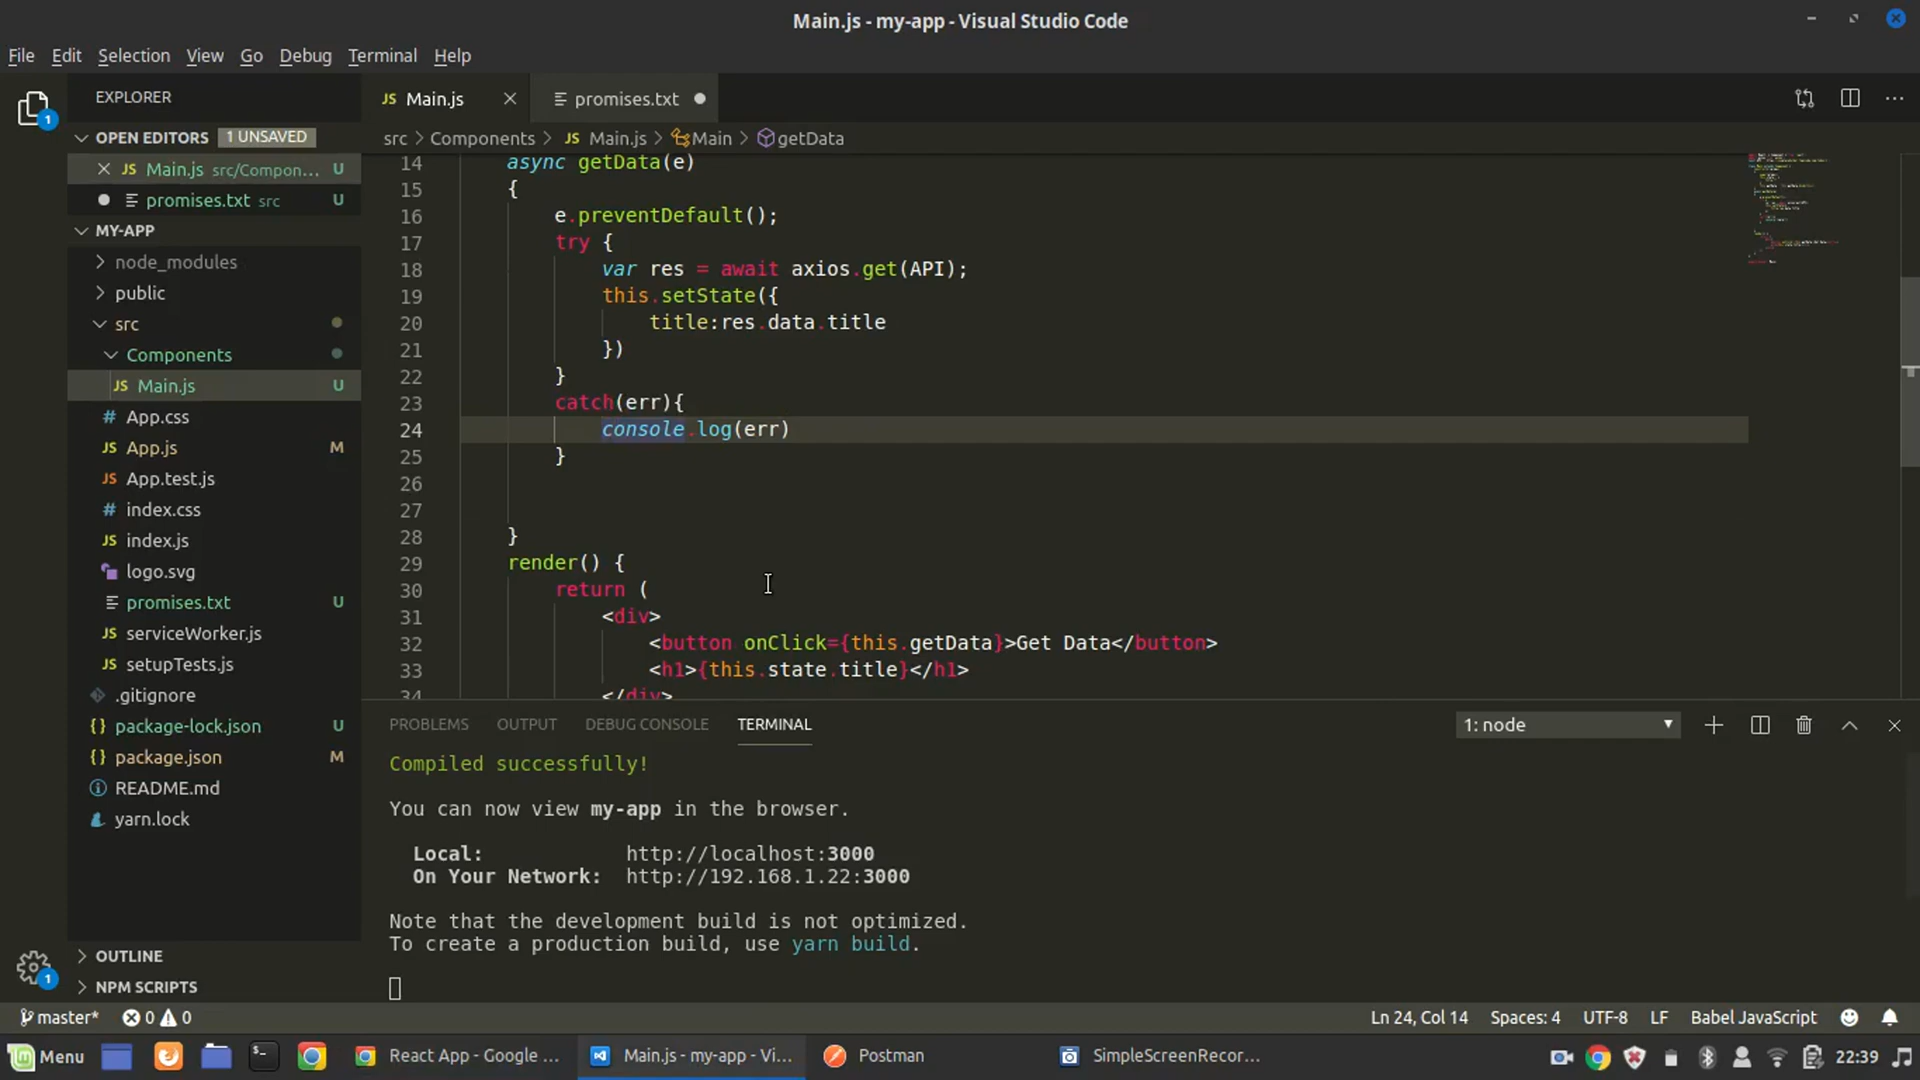 Main.js - my-app - Visual Studio Code
File Edit Selection View Go Debug Terminal Help
1
EXPLORER
OPEN EDITORS 1 UNSAVED
JS Main.js src/Compon... U
promises.txt src U
MY-APP
node_modules
public
src
Components
JS Main.js U
# App.css
JS App.js M
JS App.test.js
# index.css
JS index.js
logo.svg
promises.txt U
JS serviceWorker.js
JS setupTests.js
.gitignore
{} package-lock.json U
{} package.json M
README.md
yarn.lock
OUTLINE
NPM SCRIPTS
1
JS Main.js
promises.txt
src > Components > JS Main.js > Main > getData
14 async getData(e)
15 {
16 e.preventDefault();
17 try {
18 var res = await axios.get(API);
19 this.setState({
20 title:res.data.title
21 })
22 }
23 catch(err){
24 console.log(err)
25 }
26
27
28 }
29 render() {
30 return (
31 <div>
32 <button onClick={this.getData}>Get Data</button>
33 <h1>{this.state.title}</h1>
34 </div>
PROBLEMS OUTPUT DEBUG CONSOLE TERMINAL 1: node
Compiled successfully!
You can now view my-app in the browser.
Local: http://localhost:3000
On Your Network: http://192.168.1.22:3000
Note that the development build is not optimized.
To create a production build, use yarn build.
master* 0 0 Ln 24, Col 14 Spaces: 4 UTF-8 LF Babel JavaScript
Menu React App - Google ... Main.js - my-app - Vi... Postman SimpleScreenRecor... 22:39